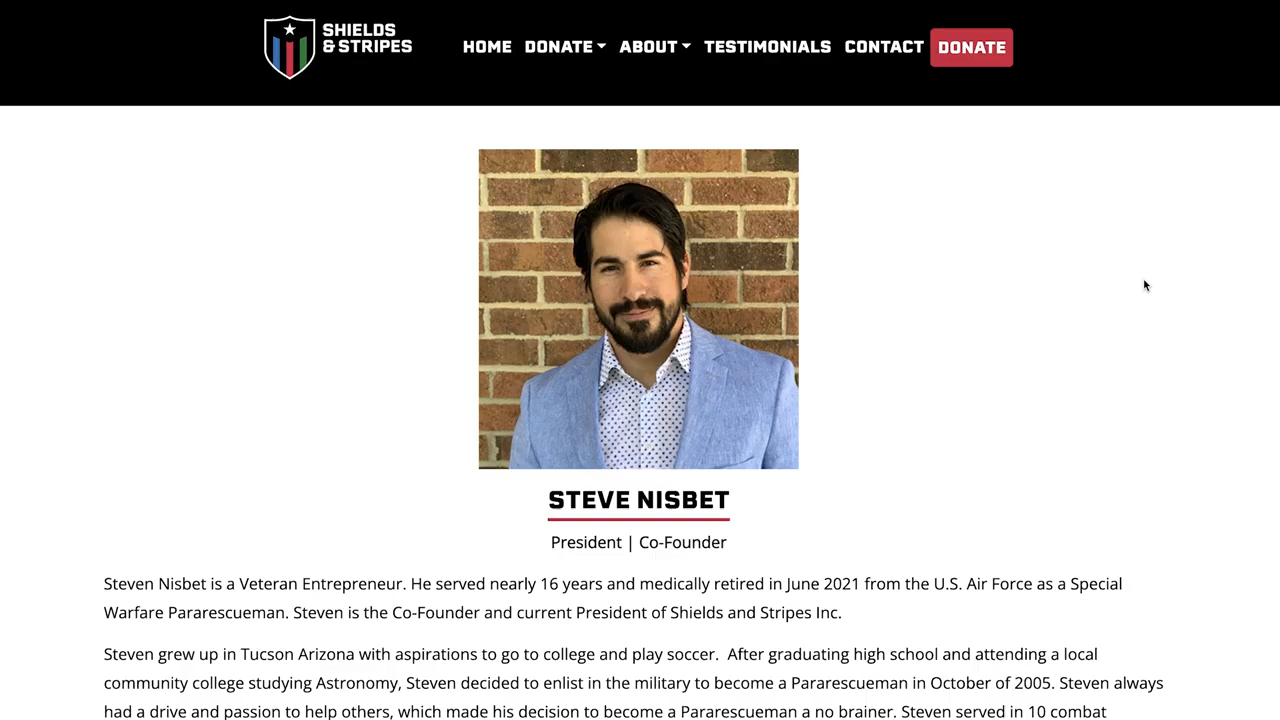 SHIELDS
& STRIPES
HOME DONATE ABOUT TESTIMONIALS CONTACT DONATE
STEVE NISBET
President | Co-Founder
Steven Nisbet is a Veteran Entrepreneur. He served nearly 16 years and medically retired in June 2021 from the U.S. Air Force as a Special
Warfare Pararescueman. Steven is the Co-Founder and current President of Shields and Stripes Inc.
Steven grew up in Tucson Arizona with aspirations to go to college and play soccer.  After graduating high school and attending a local
community college studying Astronomy, Steven decided to enlist in the military to become a Pararescueman in October of 2005. Steven always
had a drive and passion to help others, which made his decision to become a Pararescueman a no brainer. Steven served in 10 combat